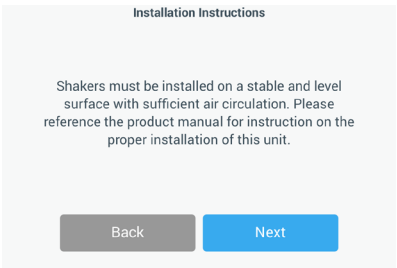 Installation Instructions
Shakers must be installed on a stable and level
surface with sufficient air circulation. Please
reference the product manual for instruction on the
proper installation of this unit.
Back
Next